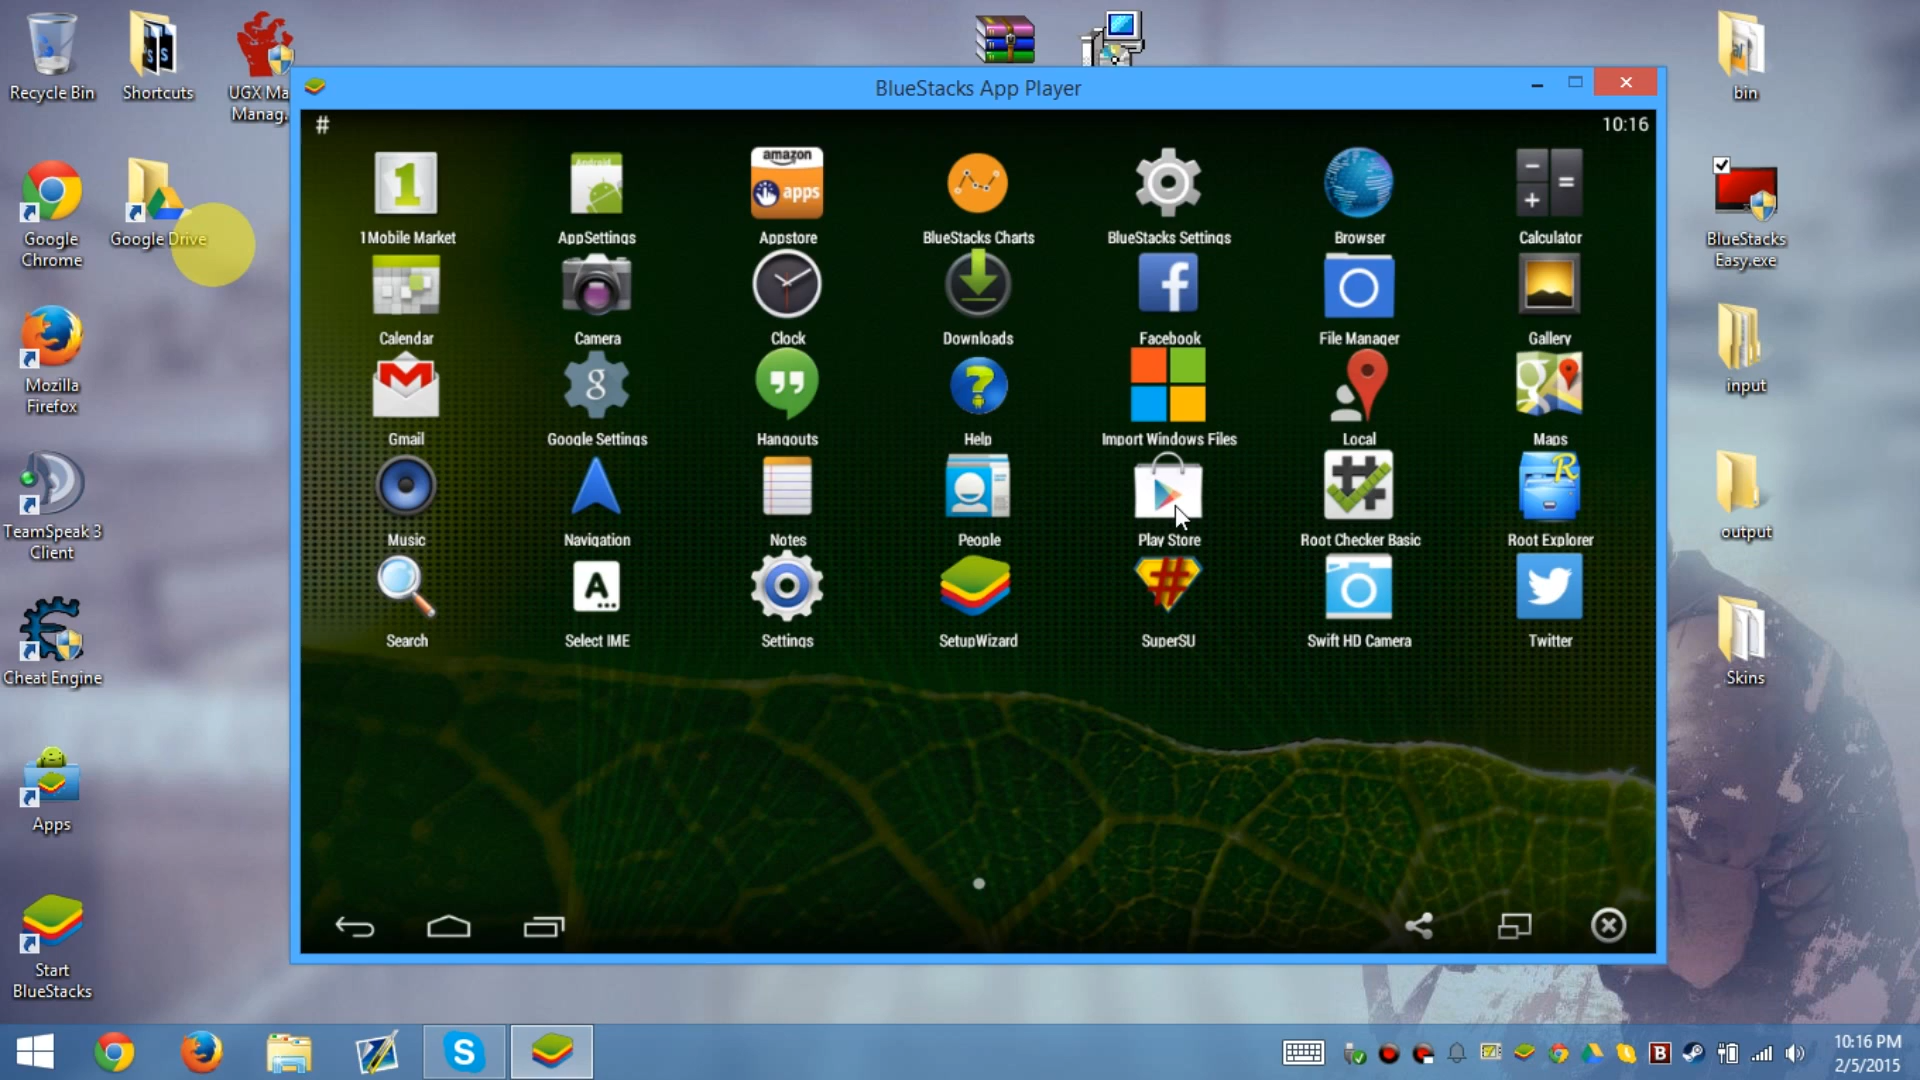 Recycle Bin
Shortcuts
UGX Ma
Manag.
Google
Chrome
Google Drive
Mozilla
Firefox
TeamSpeak 3
Client
Cheat Engine
Apps
Start
BlueStacks
BlueStacks App Player
#
10:16
1
amazon
apps
1Mobile Market
AppSettings
Appstore
BlueStacks Charts
BlueStacks Settings
Browser
Calculator
Calendar
Camera
Clock
Downloads
Facebook
File Manager
Gallery
Gmail
Google Settings
Hangouts
Help
Import Windows Files
Local
Maps
Music
Navigation
Notes
People
Play Store
Root Checker Basic
Root Explorer
Search
Select IME
Settings
SetupWizard
SuperSU
Swift HD Camera
Twitter
bin
BlueStacks
Easy.exe
input
output
Skins
10:16 PM
2/5/2015